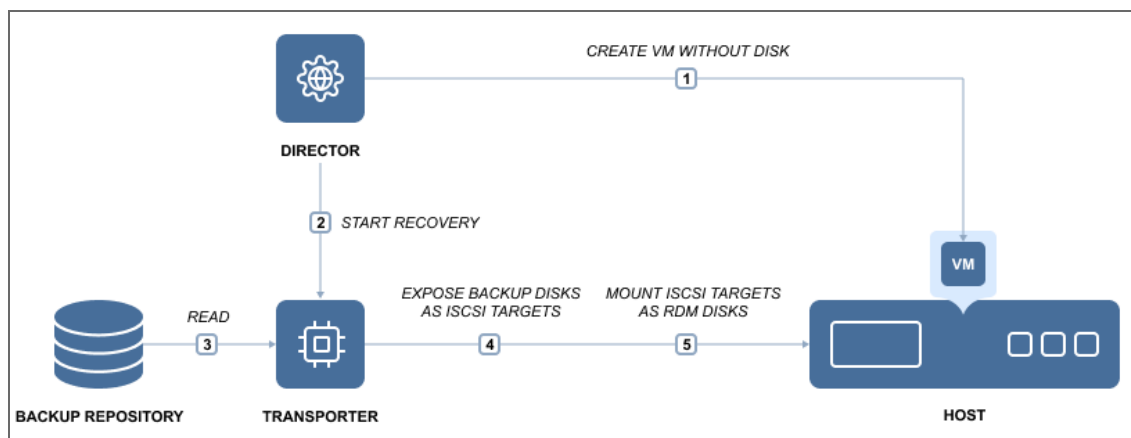 CREATE VM WITHOUT DISK
1
DIRECTOR
2
START RECOVERY
VM
EXPOSE BACKUP DISKS
AS ISCSI TARGETS
MOUNT ISCSI TARGETS
AS RDM DISKS
READ
3
4
5
BACKUP REPOSITORY
TRANSPORTER
HOST